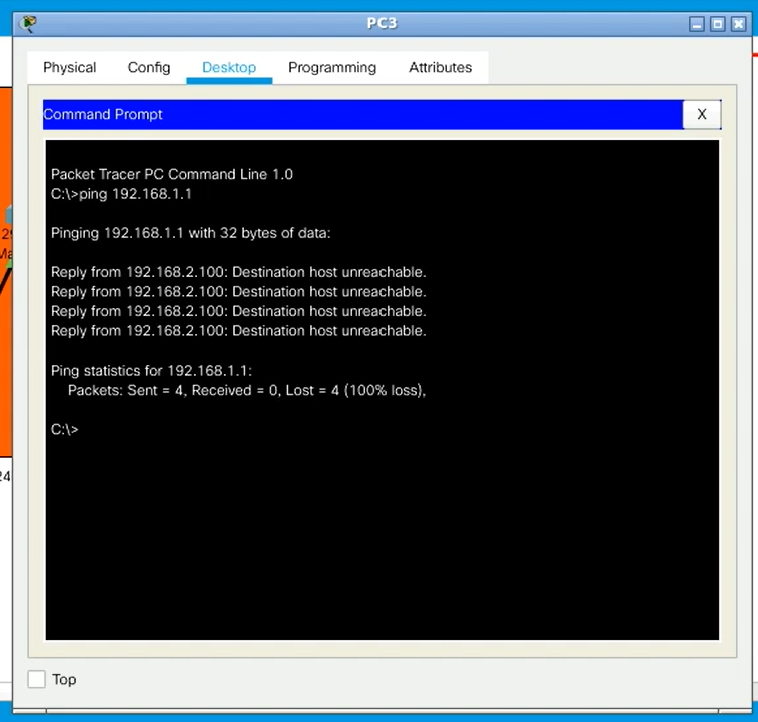 PC3
Physical Config Desktop Programming Attributes
Command Prompt X
Packet Tracer PC Command Line 1.0
C:\>ping 192.168.1.1
Pinging 192.168.1.1 with 32 bytes of data:
Reply from 192.168.2.100: Destination host unreachable.
Reply from 192.168.2.100: Destination host unreachable.
Reply from 192.168.2.100: Destination host unreachable.
Reply from 192.168.2.100: Destination host unreachable.
Ping statistics for 192.168.1.1:
Packets: Sent = 4, Received = 0, Lost = 4 (100% loss),
C:\>
Top